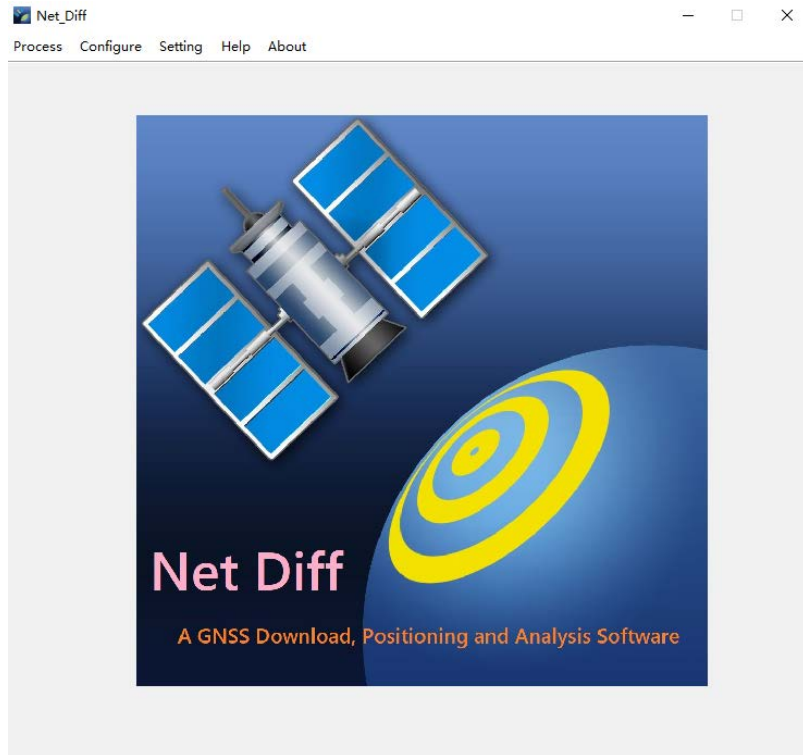 Net_Diff
Process Configure Setting Help About
Net Diff
A GNSS Download, Positioning and Analysis Software